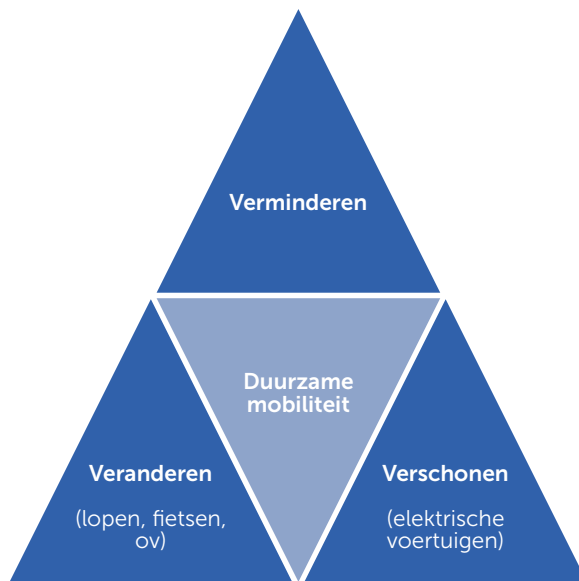 Verminderen
Duurzame
mobiliteit
Veranderen
(lopen, fietsen,
ov)
Verschonen
(elektrische
voertuigen)